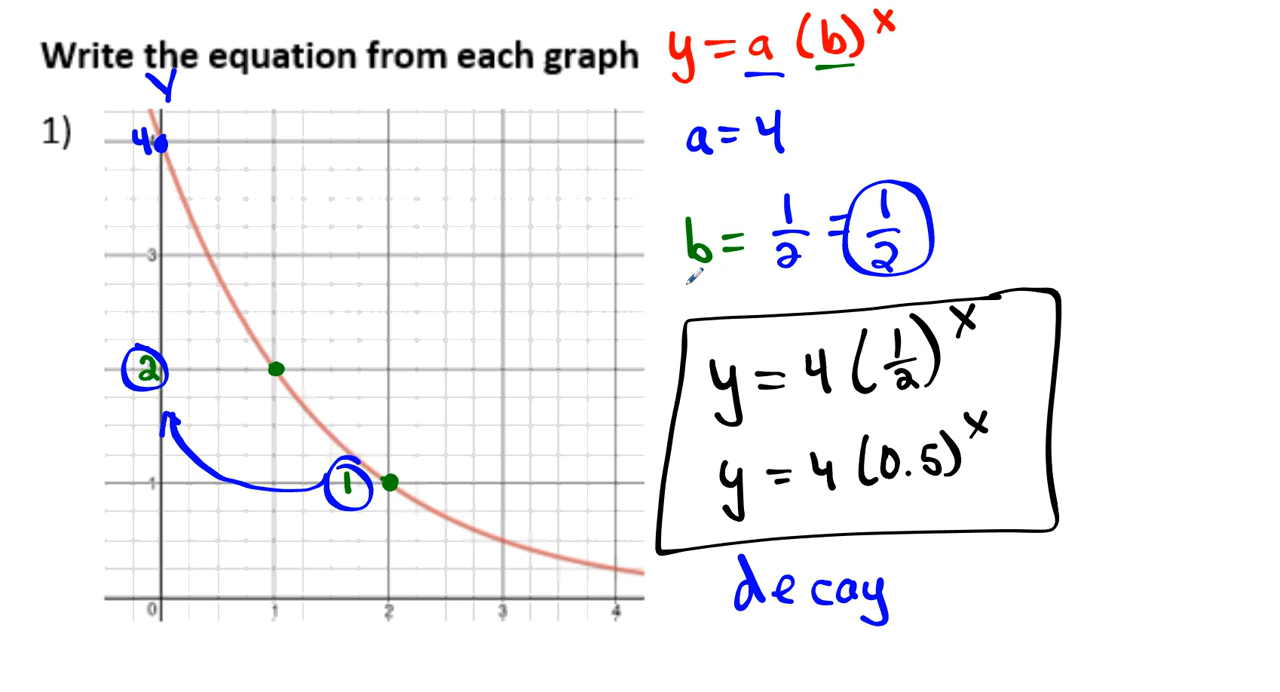 Write the equation from each graph
y = a (b)^x
Y
1)
4
a = 4
b = 1/2 = 1/2
3
y = 4 (1/2)^x
2
y = 4 (0.5)^x
1 1
decay
0 1 2 3 4